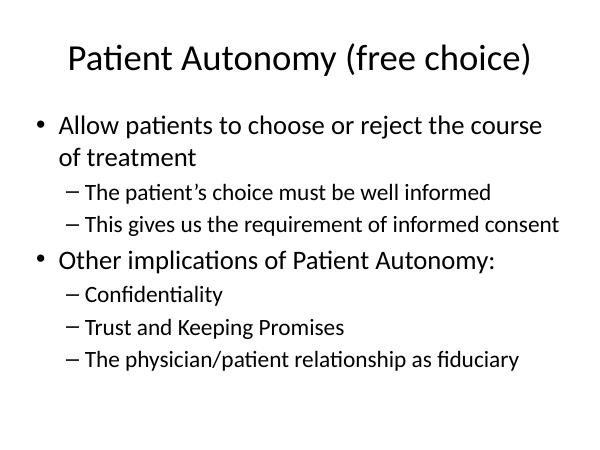 Patient Autonomy (free choice)
• Allow patients to choose or reject the course
of treatment
– The patient’s choice must be well informed
– This gives us the requirement of informed consent
• Other implications of Patient Autonomy:
– Confidentiality
– Trust and Keeping Promises
– The physician/patient relationship as fiduciary